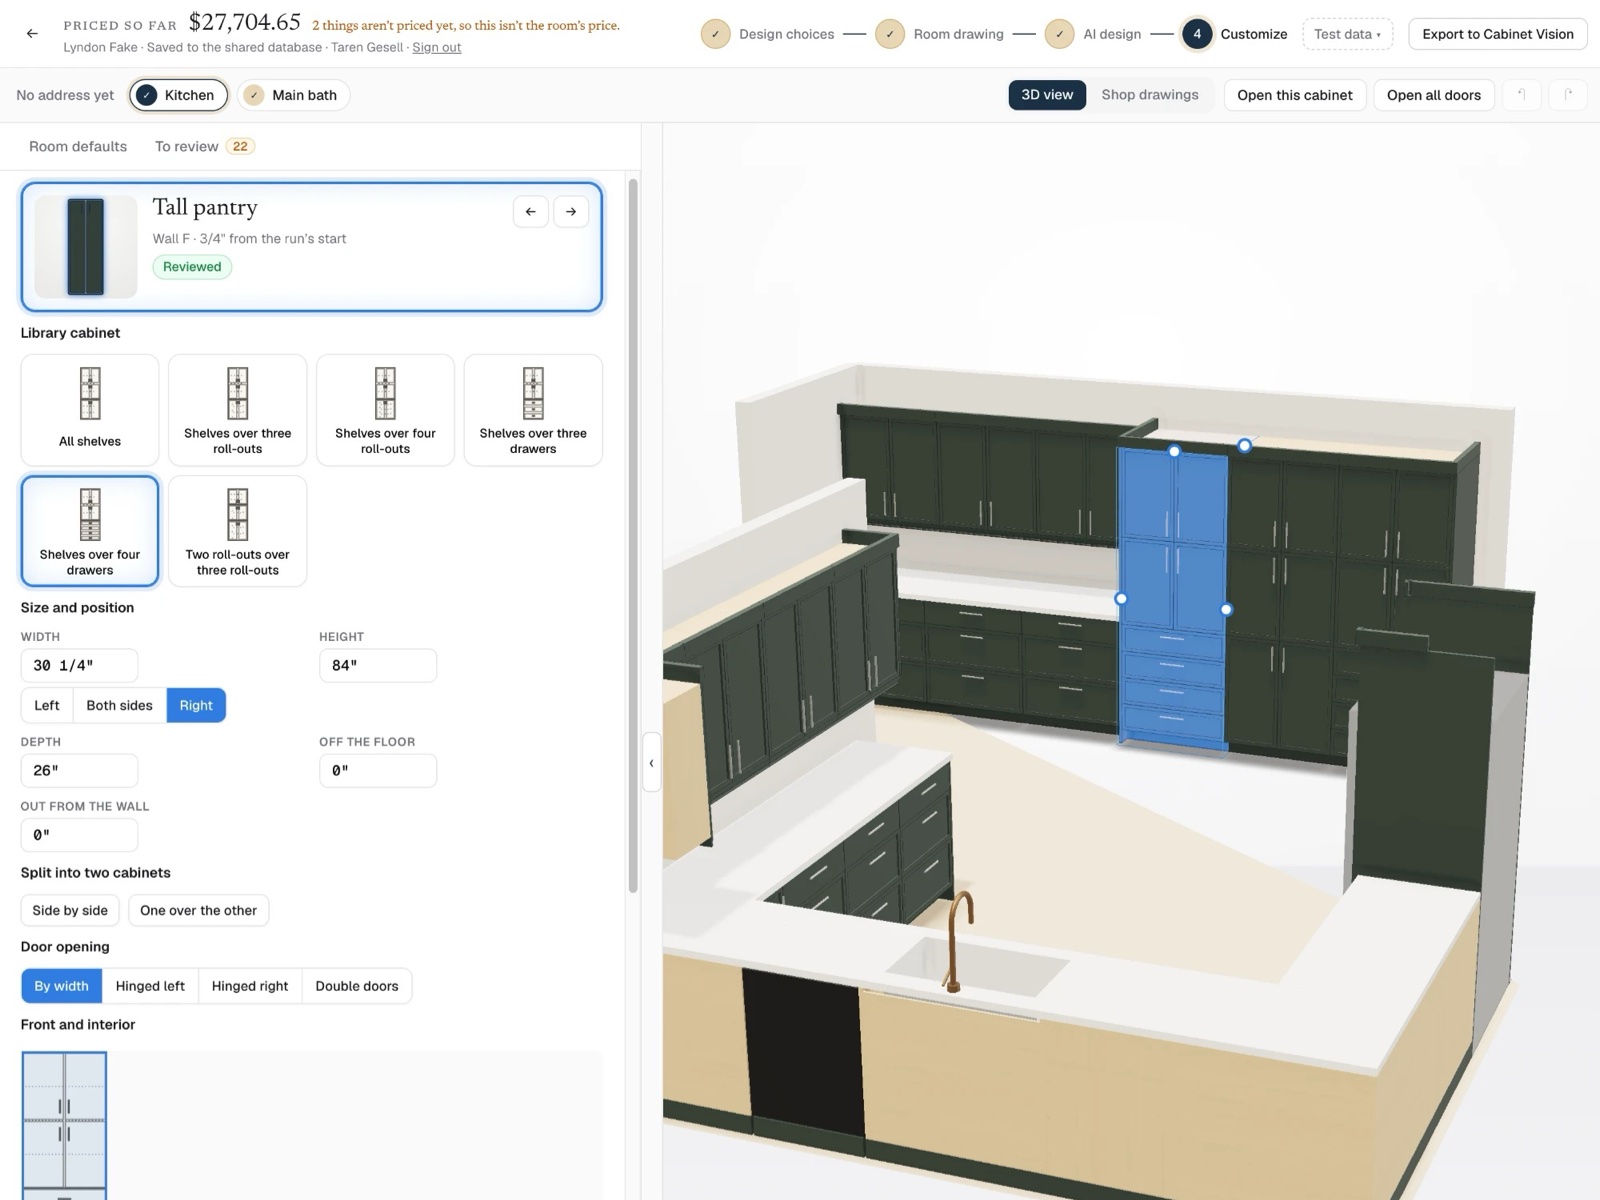 PRICED SO FAR $27,704.65 2 things aren't priced yet, so this isn't the room's price.
Lyndon Fake · Saved to the shared database · Taren Gesell · Sign out
Design choices
Room drawing
AI design
4 Customize
Test data
Export to Cabinet Vision
No address yet
Kitchen
Main bath
3D view
Shop drawings
Open this cabinet
Open all doors
Room defaults
To review 22
Tall pantry
Wall F · 3/4" from the run's start
Reviewed
Library cabinet
All shelves
Shelves over three
roll-outs
Shelves over four
roll-outs
Shelves over three
drawers
Shelves over four
drawers
Two roll-outs over
three roll-outs
Size and position
WIDTH
30 1/4"
HEIGHT
84"
Left
Both sides
Right
DEPTH
26"
OFF THE FLOOR
0"
OUT FROM THE WALL
0"
Split into two cabinets
Side by side
One over the other
Door opening
By width
Hinged left
Hinged right
Double doors
Front and interior